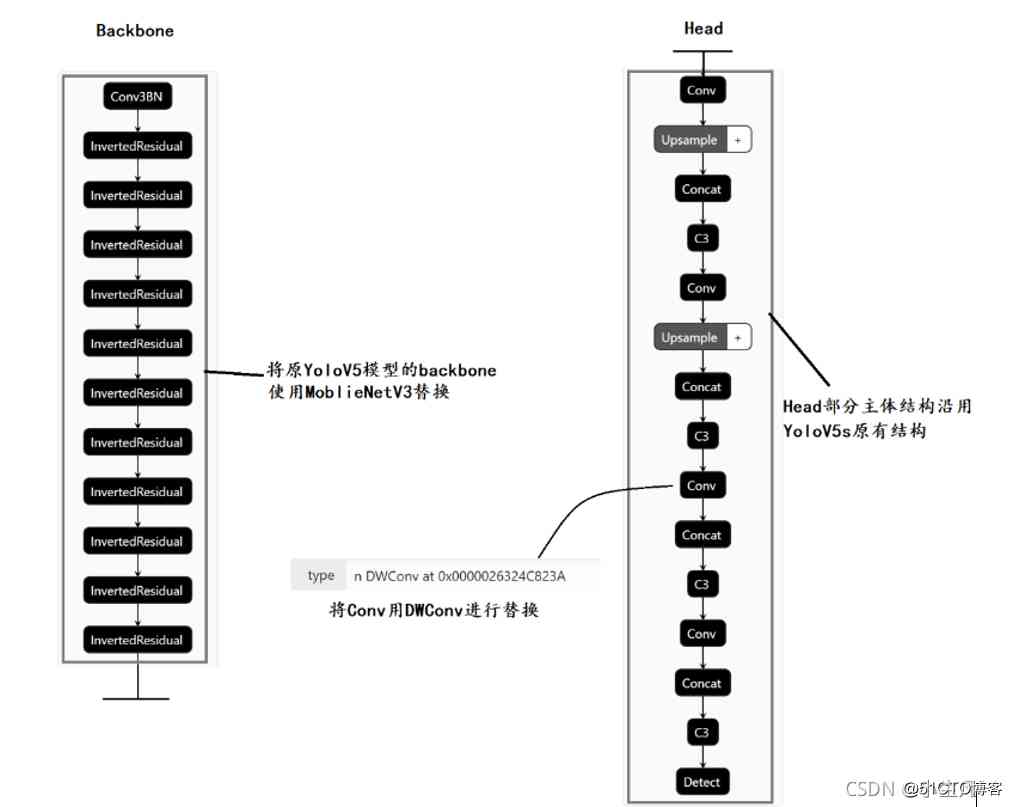 Backbone
Conv3BN
InvertedResidual
InvertedResidual
InvertedResidual
InvertedResidual
InvertedResidual
InvertedResidual
InvertedResidual
InvertedResidual
InvertedResidual
InvertedResidual
InvertedResidual
将原YoloV5模型的backbone
使用MoblieNetV3替换
Head
Conv
Upsample +
Concat
C3
Conv
Upsample +
Concat
C3
Conv
Concat
C3
Conv
Concat
C3
Detect
Head部分主体结构沿用
YoloV5s原有结构
type n DWConv at 0x0000026324C823A
将Conv用DWConv进行替换
CSDN @51CTO博客